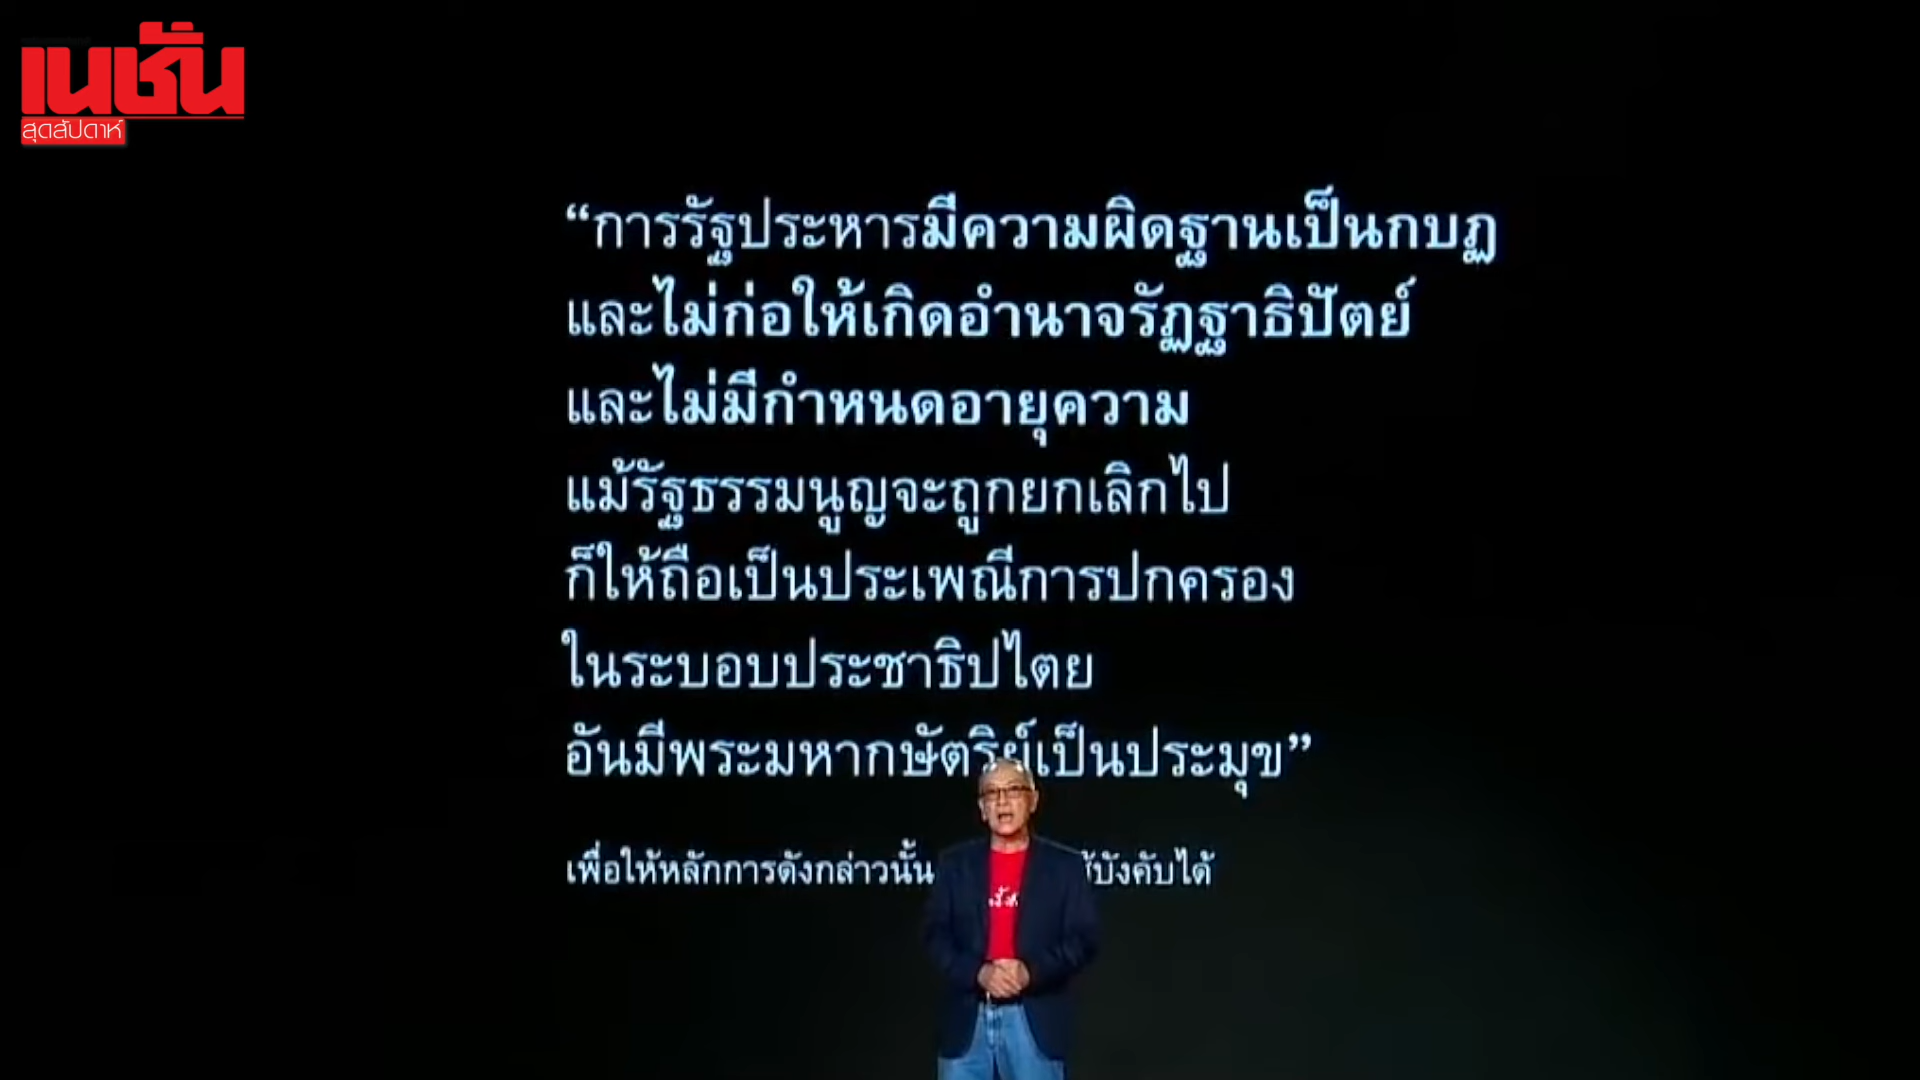 เนชั่น
สุดสัปดาห์
“การรัฐประหารมีความผิดฐานเป็นกบฏ
และไม่ก่อให้เกิดอำนาจรัฏฐาธิปัตย์
และไม่มีกำหนดอายุความ
แม้รัฐธรรมนูญจะถูกยกเลิกไป
ก็ให้ถือเป็นประเพณีการปกครอง
ในระบอบประชาธิปไตย
อันมีพระมหากษัตริย์เป็นประมุข”
เพื่อให้หลักการดังกล่าวนั้น บังคับได้